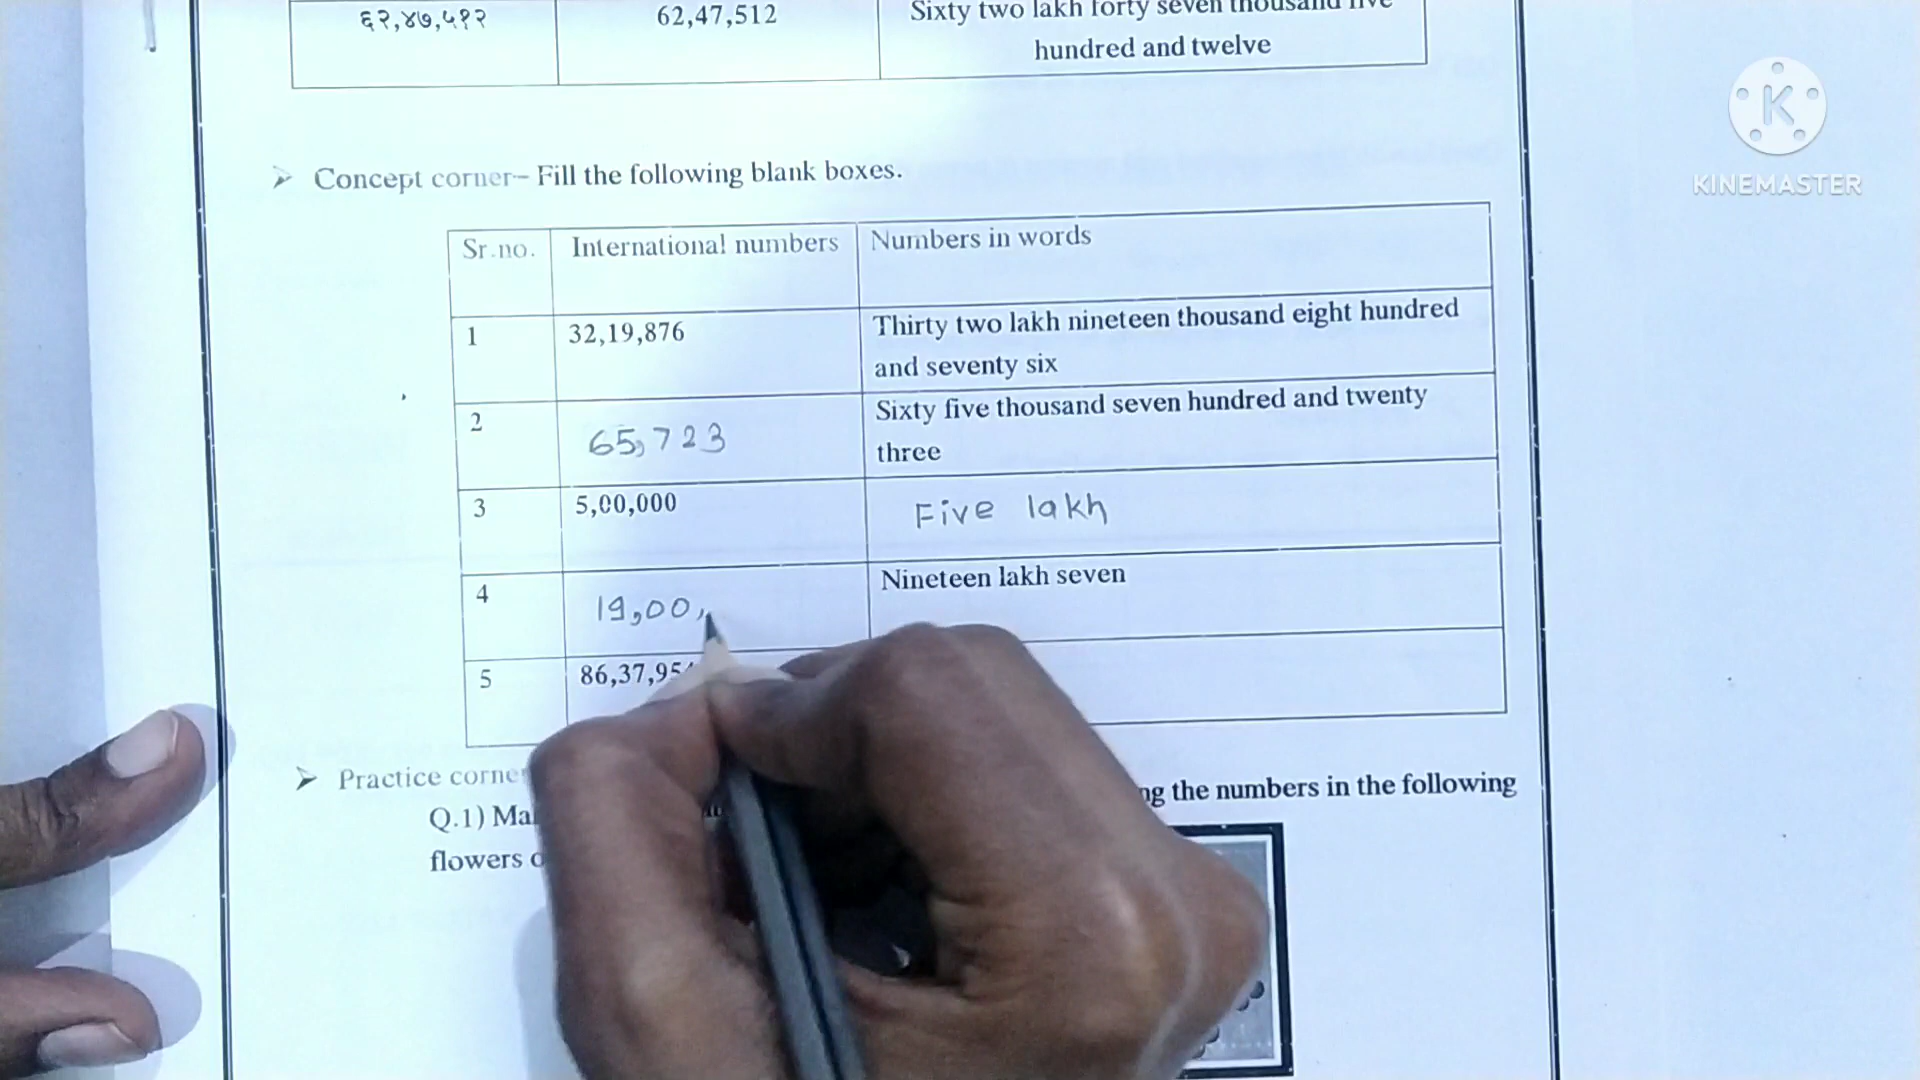 ६२,४७,५१२
62,47,512
Sixty two lakh forty seven thousand five
hundred and twelve
KINEMASTER
➤ Concept corner– Fill the following blank boxes.
Sr.no. International numbers Numbers in words
1 32,19,876 Thirty two lakh nineteen thousand eight hundred
and seventy six
2 65,723 Sixty five thousand seven hundred and twenty
three
3 5,00,000 Five lakh
4 19,00, Nineteen lakh seven
5 86,37,95
➤ Practice corner
ng the numbers in the following
Q.1)
flowers